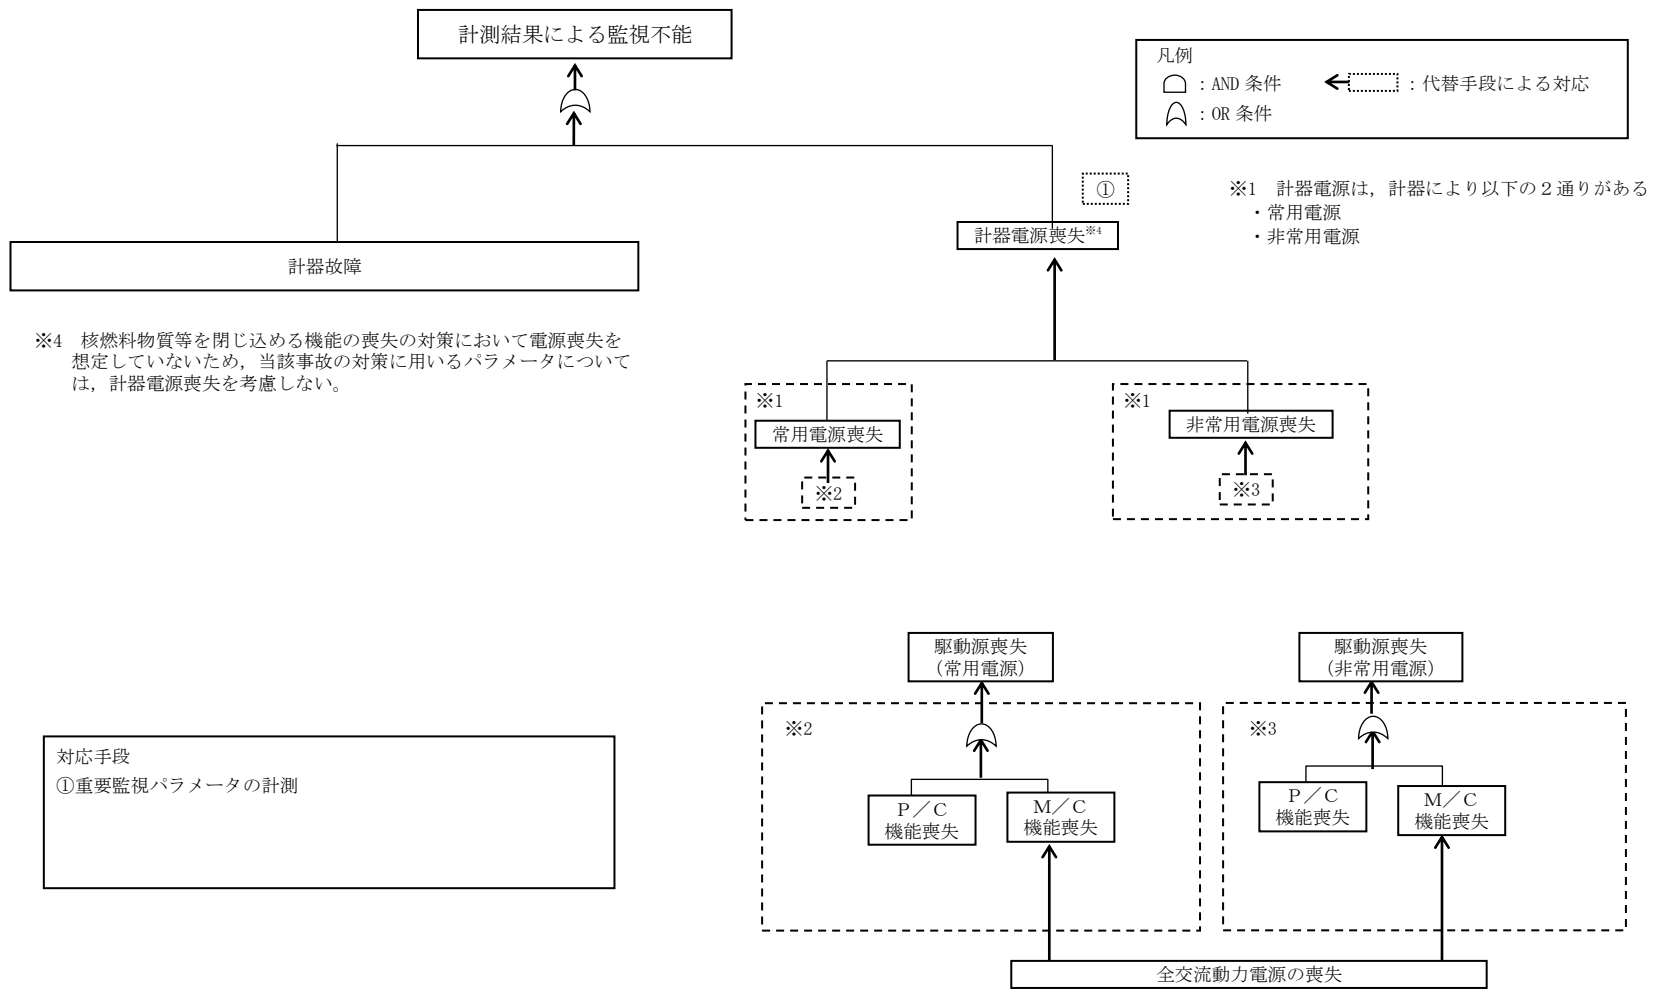 計測結果による監視不能
凡例
：AND 条件
：代替手段による対応
：OR 条件
①
※1　計器電源は，計器により以下の２通りがある
・常用電源
・非常用電源
計器電源喪失※4
計器故障
※4　核燃料物質等を閉じ込める機能の喪失の対策において電源喪失を
想定していないため，当該事故の対策に用いるパラメータについて
は，計器電源喪失を考慮しない。
※1
常用電源喪失
※2
※1
非常用電源喪失
※3
駆動源喪失
（常用電源）
駆動源喪失
（非常用電源）
※2
Ｐ／Ｃ
機能喪失
Ｍ／Ｃ
機能喪失
※3
Ｐ／Ｃ
機能喪失
Ｍ／Ｃ
機能喪失
対応手段
①重要監視パラメータの計測
全交流動力電源の喪失